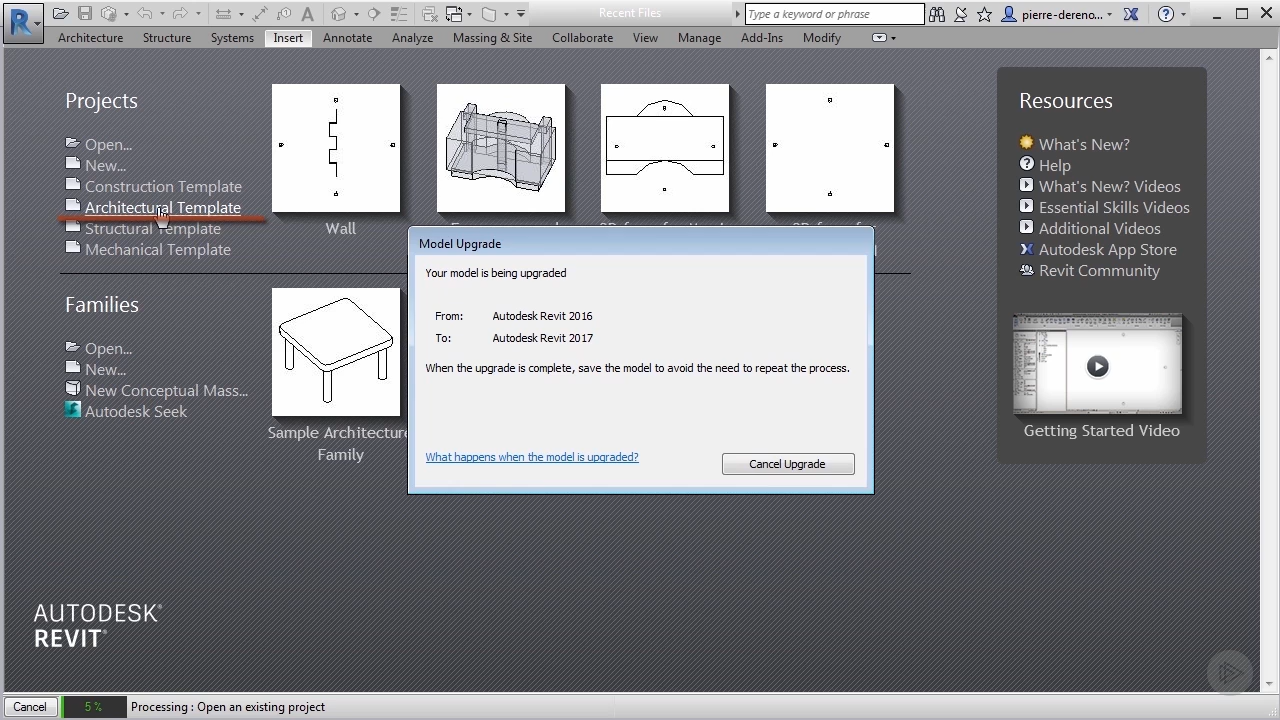 Recent Files
Type a keyword or phrase
pierre-dereno...
Architecture
Structure
Systems
Insert
Annotate
Analyze
Massing & Site
Collaborate
View
Manage
Add-Ins
Modify
Projects
Open...
New...
Construction Template
Architectural Template
Structural Template
Mechanical Template
Wall
Resources
What's New?
Help
What's New? Videos
Essential Skills Videos
Additional Videos
Autodesk App Store
Revit Community
Getting Started Video
Model Upgrade
Your model is being upgraded
From: Autodesk Revit 2016
To: Autodesk Revit 2017
When the upgrade is complete, save the model to avoid the need to repeat the process.
What happens when the model is upgraded?
Cancel Upgrade
Families
Open...
New...
New Conceptual Mass...
Autodesk Seek
Sample Architecture
Family
AUTODESK®
REVIT®
Cancel
5 %
Processing : Open an existing project